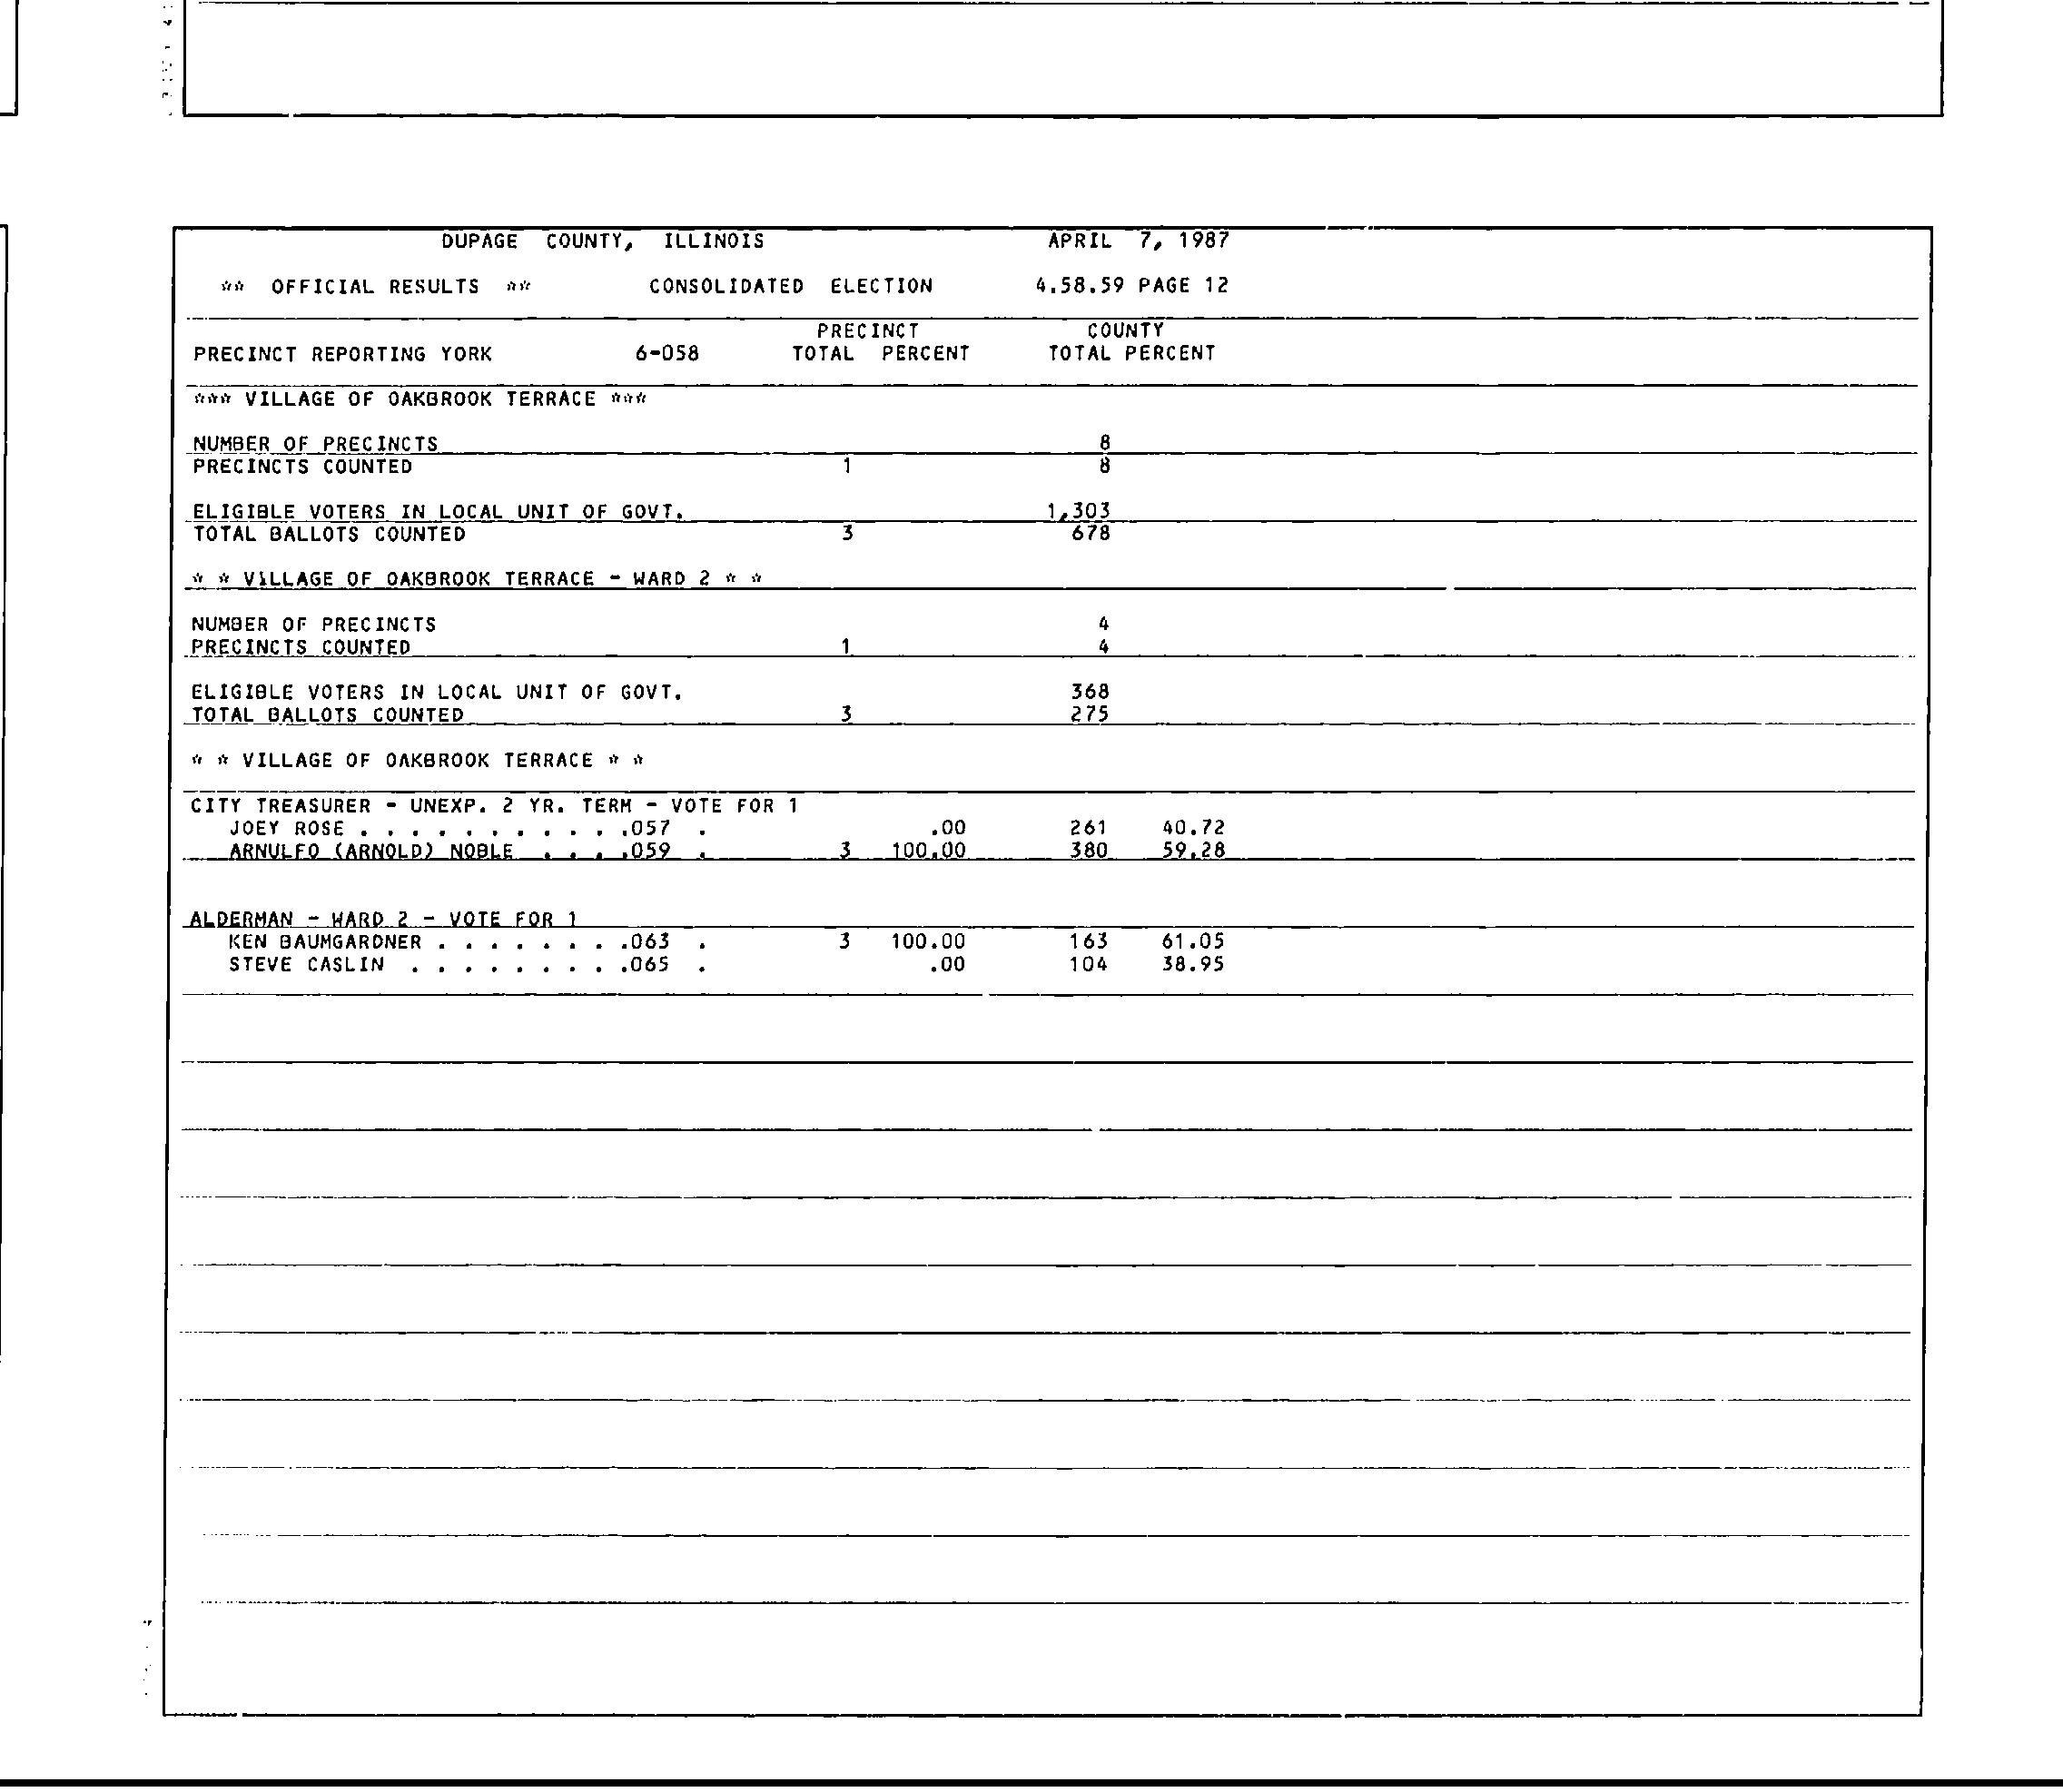 DUPAGE COUNTY, ILLINOIS APRIL 7, 1987
** OFFICIAL RESULTS ** CONSOLIDATED ELECTION 4.58.59 PAGE 12
PRECINCT COUNTY
PRECINCT REPORTING YORK 6-058 TOTAL PERCENT TOTAL PERCENT
*** VILLAGE OF OAKBROOK TERRACE ***
NUMBER OF PRECINCTS 8
PRECINCTS COUNTED 1 8
ELIGIBLE VOTERS IN LOCAL UNIT OF GOVT. 1,303
TOTAL BALLOTS COUNTED 3 678
* * VILLAGE OF OAKBROOK TERRACE - WARD 2 * *
NUMBER OF PRECINCTS 4
PRECINCTS COUNTED 1 4
ELIGIBLE VOTERS IN LOCAL UNIT OF GOVT. 368
TOTAL BALLOTS COUNTED 3 275
* * VILLAGE OF OAKBROOK TERRACE * *
CITY TREASURER - UNEXP. 2 YR. TERM - VOTE FOR 1
JOEY ROSE . . . . . . . . . . .057 . .00 261 40.72
ARNULFO (ARNOLD) NOBLE . . . .059 . 3 100.00 380 59.28
ALDERMAN - WARD 2 - VOTE FOR 1
KEN BAUMGARDNER . . . . . . . .063 . 3 100.00 163 61.05
STEVE CASLIN . . . . . . . . .065 . .00 104 38.95